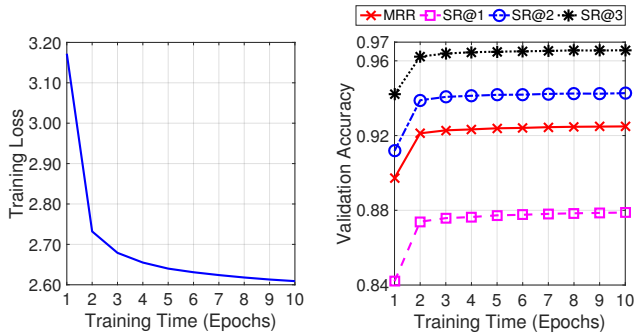 3.20
3.10
3.00
2.90
2.80
2.70
2.60
Training Loss
1 2 3 4 5 6 7 8 9 10
Training Time (Epochs)
MRR SR@1 SR@2 SR@3
0.97
0.96
0.92
0.88
0.84
Validation Accuracy
1 2 3 4 5 6 7 8 9 10
Training Time (Epochs)